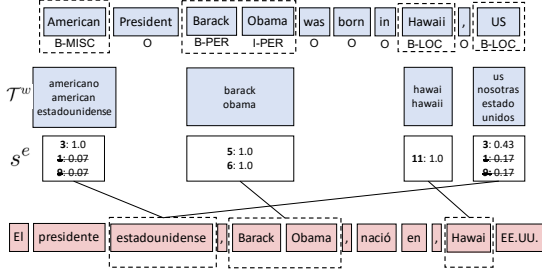 American President Barack Obama was born in Hawaii , US
B-MISC O B-PER I-PER O O O B-LOC O B-LOC
𝒯ʷ
americano
american
estadounidense
barack
obama
hawai
hawaii
us
nosotras
estado
unidos
sᵉ
3: 1.0
1: 0.07
9: 0.07
5: 1.0
6: 1.0
11: 1.0
3: 0.43
1: 0.17
9: 0.17
El presidente estadounidense , Barack Obama , nació en , Hawai EE.UU.